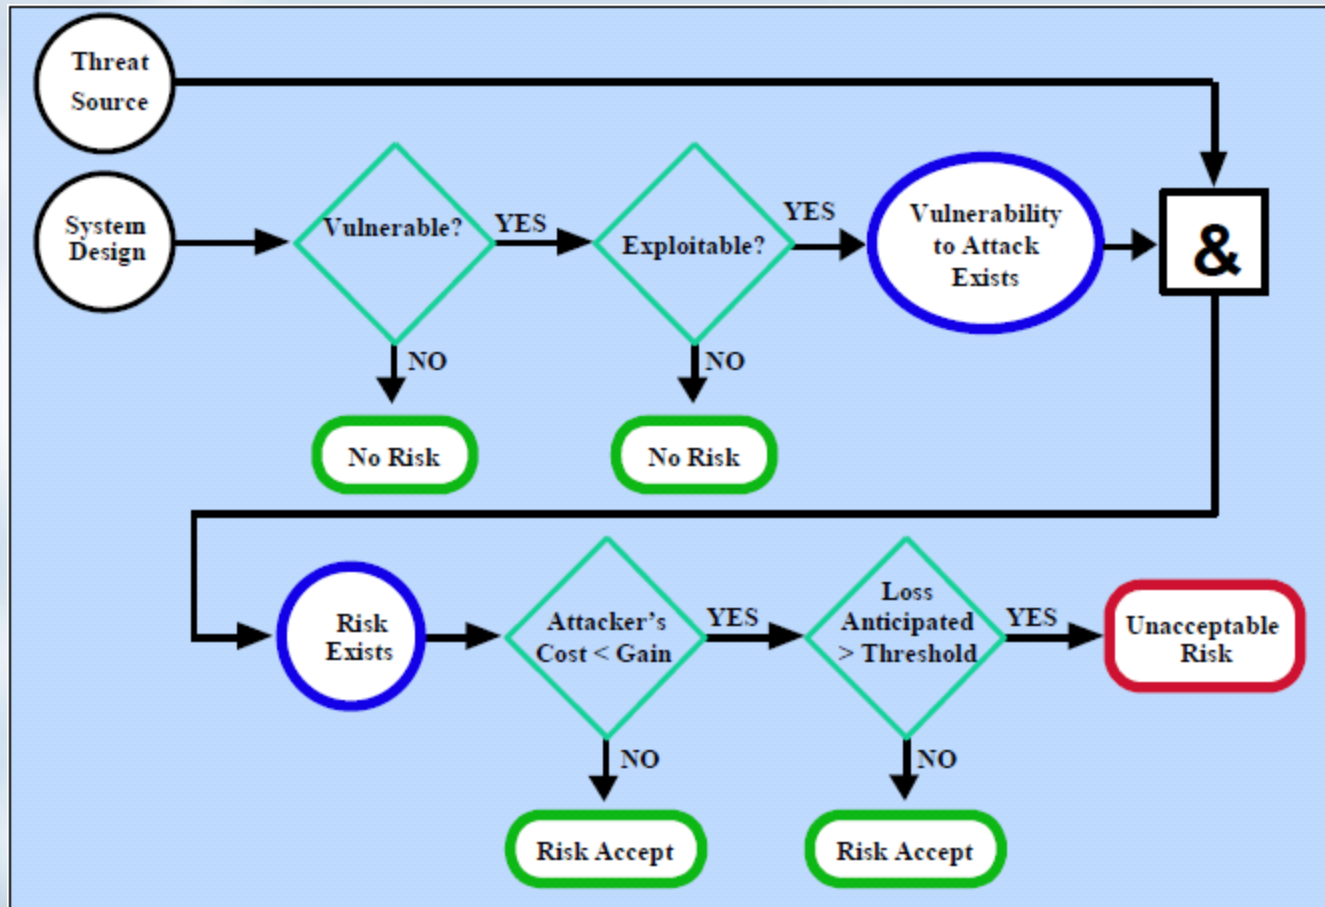 Threat
Source
System
Design
Vulnerable?
YES
Exploitable?
YES
Vulnerability
to Attack
Exists
&
NO
NO
No Risk
No Risk
Risk
Exists
Attacker's
Cost < Gain
YES
Loss
Anticipated
> Threshold
YES
Unacceptable
Risk
NO
NO
Risk Accept
Risk Accept